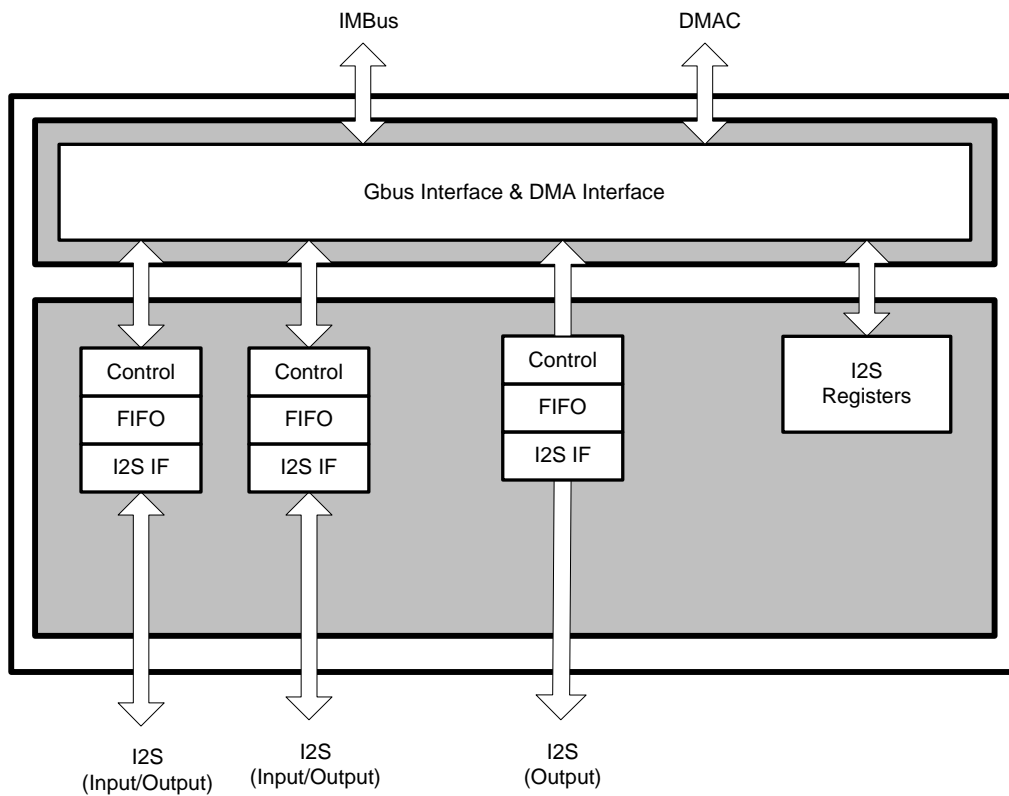 IMBus
DMAC
Gbus Interface & DMA Interface
Control
FIFO
I2S IF
Control
FIFO
I2S IF
Control
FIFO
I2S IF
I2S
Registers
I2S
(Input/Output)
I2S
(Input/Output)
I2S
(Output)